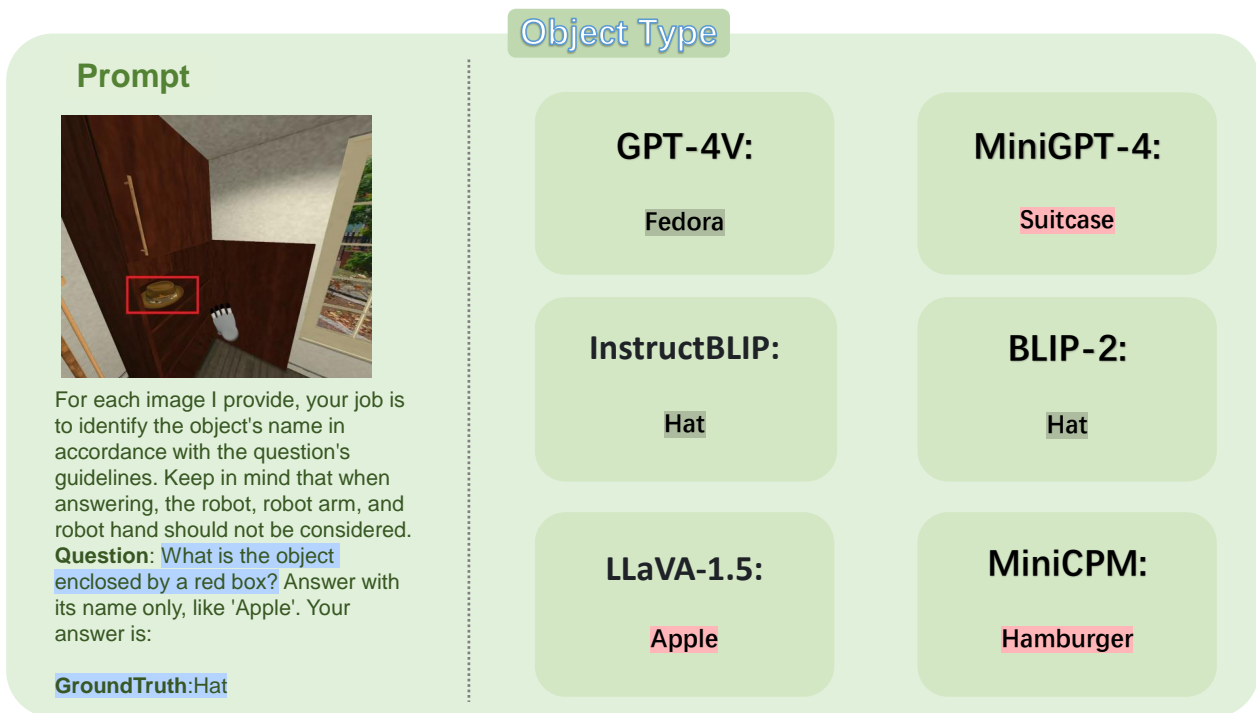 Object Type
Prompt
For each image I provide, your job is
to identify the object's name in
accordance with the question's
guidelines. Keep in mind that when
answering, the robot, robot arm, and
robot hand should not be considered.
Question: What is the object
enclosed by a red box? Answer with
its name only, like 'Apple'. Your
answer is:
GroundTruth:Hat
GPT-4V:
Fedora
MiniGPT-4:
Suitcase
InstructBLIP:
Hat
BLIP-2:
Hat
LLaVA-1.5:
Apple
MiniCPM:
Hamburger